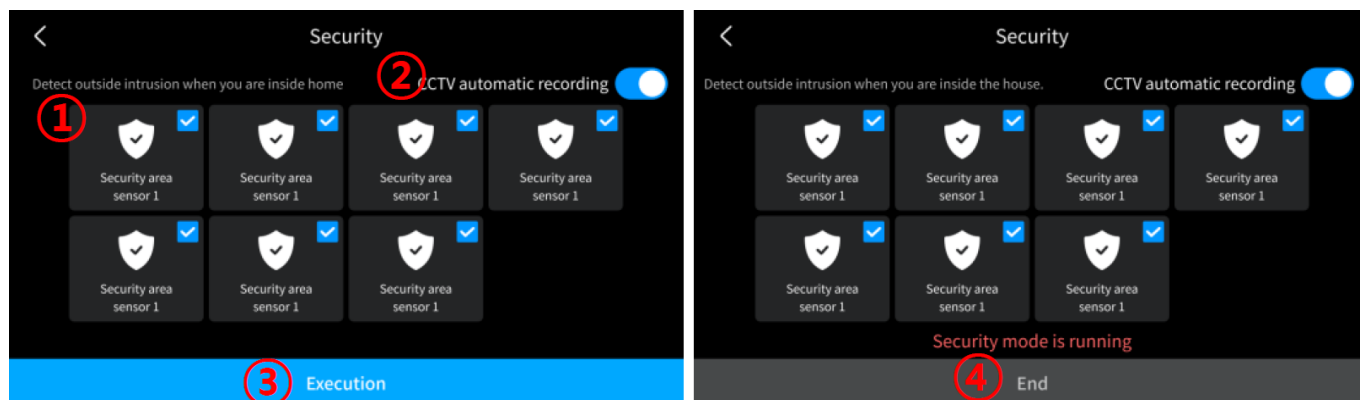 Security
② CCTV automatic recording
Detect outside intrusion when you are inside home
①
Security area
sensor 1
Security area
sensor 1
Security area
sensor 1
Security area
sensor 1
Security area
sensor 1
Security area
sensor 1
Security area
sensor 1
③ Execution
Security
Detect outside intrusion when you are inside the house.
CCTV automatic recording
Security area
sensor 1
Security area
sensor 1
Security area
sensor 1
Security area
sensor 1
Security area
sensor 1
Security area
sensor 1
Security area
sensor 1
Security mode is running
④ End